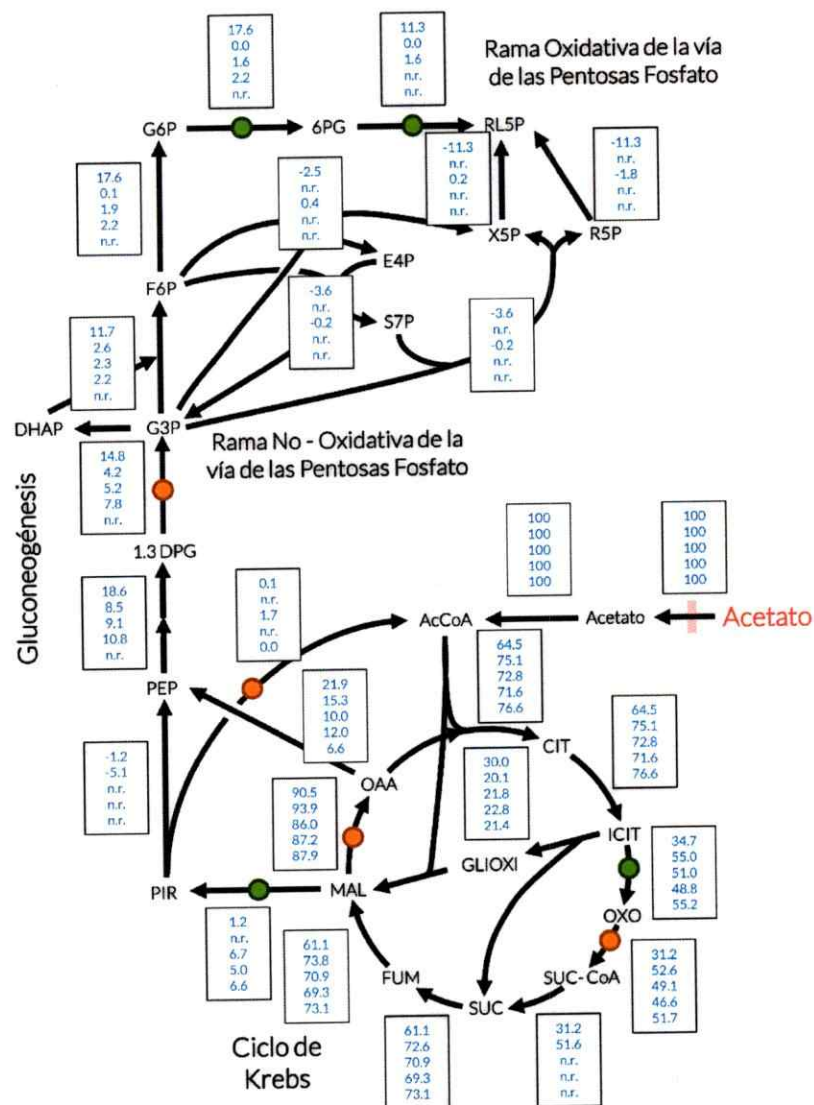 17.6
0.0
1.6
2.2
n.r.
11.3
0.0
1.6
n.r.
n.r.
Rama Oxidativa de la vía
de las Pentosas Fosfato
G6P
6PG
RL5P
17.6
0.1
1.9
2.2
n.r.
-2.5
n.r.
0.4
n.r.
n.r.
-11.3
n.r.
0.2
n.r.
n.r.
-11.3
n.r.
-1.8
n.r.
n.r.
X5P
R5P
E4P
F6P
S7P
11.7
2.6
2.3
2.2
n.r.
-3.6
n.r.
-0.2
n.r.
n.r.
-3.6
n.r.
-0.2
n.r.
n.r.
DHAP
G3P
Rama No - Oxidativa de la
vía de las Pentosas Fosfato
Gluconeogénesis
14.8
4.2
5.2
7.8
n.r.
1.3 DPG
100
100
100
100
100
100
100
100
100
100
18.6
8.5
9.1
10.8
n.r.
0.1
n.r.
1.7
n.r.
0.0
AcCoA
Acetato
Acetato
64.5
75.1
72.8
71.6
76.6
PEP
21.9
15.3
10.0
12.0
6.6
64.5
75.1
72.8
71.6
76.6
CIT
-1.2
-5.1
n.r.
n.r.
n.r.
OAA
30.0
20.1
21.8
22.8
21.4
90.5
93.9
86.0
87.2
87.9
ICIT
34.7
55.0
51.0
48.8
55.2
GLIOXI
PIR
MAL
OXO
1.2
n.r.
6.7
5.0
6.6
61.1
73.8
70.9
69.3
73.1
FUM
SUC-CoA
31.2
52.6
49.1
46.6
51.7
SUC
61.1
72.6
70.9
69.3
73.1
31.2
51.6
n.r.
n.r.
n.r.
Ciclo de
Krebs